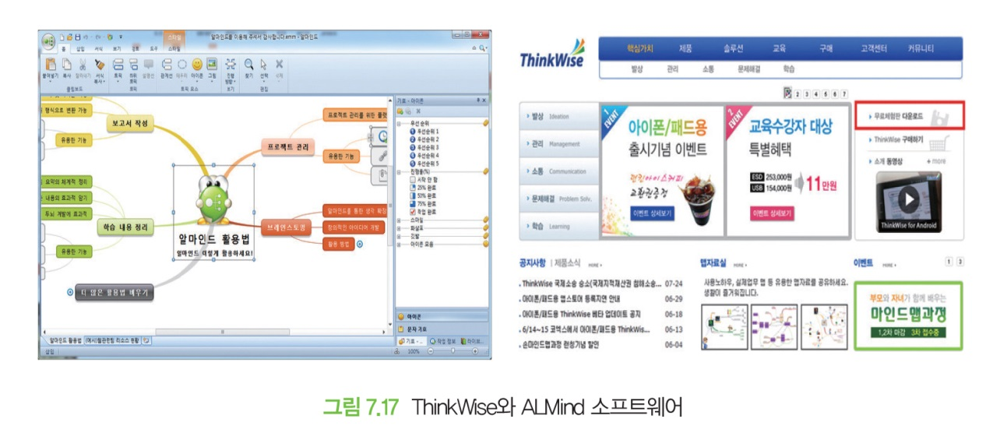 알마인드를 이용해 주셔서 감사합니다.emm - 알마인드
스타일
홈 삽입 서식 보기 검토 도구 스타일
붙여넣기 복사 잘라내기 서식 복사 토픽 하위 토픽 설명선 관계선 테두리 아이콘 그림 진행 방향 찾기 선택 삭제
클립보드 토픽 토픽 요소 보기 편집
형식으로 변환 가능
보고서 작성
유용한 기능
요약의 체계적 정리
내용의 효과적 암기
두뇌 개발에 효과적
학습 내용 정리
유용한 기능
더 많은 활용법 배우기
알마인드 활용법
알마인드 이렇게 활용하세요!
프로젝트 관리를 위한 플랫
프로젝트 관리
유용한 기능
알마인드를 통한 생각 확장
브레인스토밍
창의적인 아이디어 개발
활용 방법
기호 - 아이콘
우선 순위
우선순위 1
우선순위 2
우선순위 3
우선순위 4
우선순위 5
진행율(%)
시작 안 함
25% 완료
50% 완료
75% 완료
작업 완료
스마일
화살표
깃발
아이콘 모음
아이콘
문자 기호
기호 - .. 작업 정보 라이브..
알마인드 활용법 (예시)웹관련팀 리소스 현황
삽입
100%
ThinkWise
핵심가치 제품 솔루션 교육 구매 고객센터 커뮤니티
발상 관리 소통 문제해결 학습
2 3 4 5 6 7
› 발상 Ideation
› 관리 Management
› 소통 Communication
› 문제해결 Problem Solv.
› 학습 Learning
1 EVENT
아이폰/패드용
출시기념 이벤트
교환권증정
이벤트 상세보기
2 EVENT
교육수강자 대상
특별혜택
ESD 253,000원
USB 154,000원
11만원
이벤트 상세보기
무료체험판 다운로드
ThinkWise 구매하기
소개 동영상 + more
ThinkWise for Android
공지사항 | 제품소식 MORE
ThinkWise 국제소송 승소(국제지적재산권 침해소송... 07-24
아이폰/패드용 앱스토어 등록지연 안내 06-29
아이폰/패드용 ThinkWise 베타 업데이트 공지 06-18
6/14~15 코엑스에서 아이폰/패드용 ThinkWis... 06-13
손마인드맵과정 런칭기념 할인 06-04
맵자료실 MORE
사용노하우, 실제업무 맵 등 유용한 맵자료를 공유하세요.
생활이 즐거워집니다.
이벤트 MORE
1 3
부모와 자녀가 함께 배우는
마인드맵과정
1,2차 마감 3차 접수중
그림 7.17 ThinkWise와 ALMind 소프트웨어